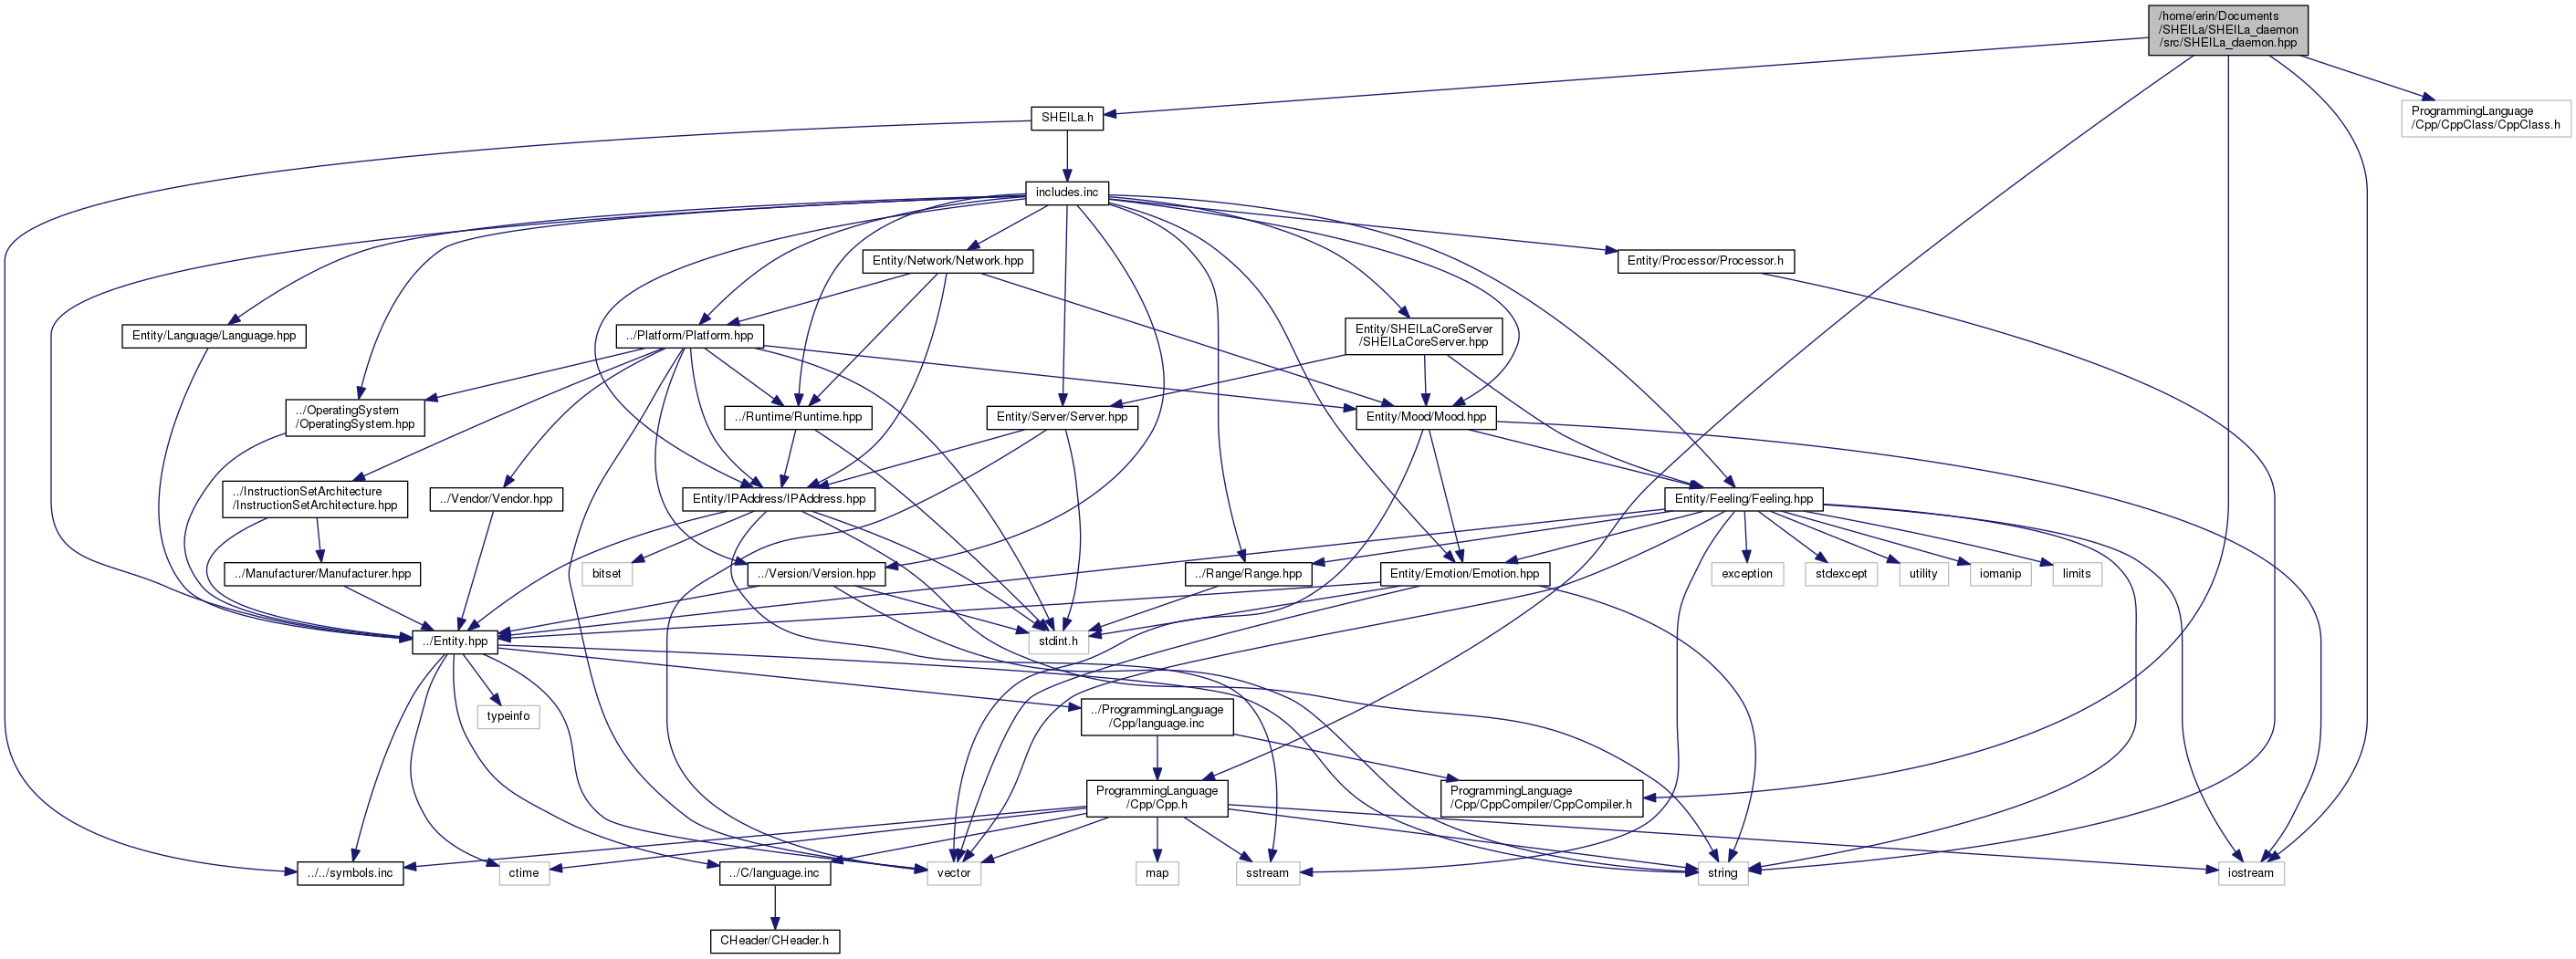 /home/erin/Documents
/SHEILa/SHEILa_daemon
/src/SHEILa_daemon.hpp
SHEILa.h
ProgrammingLanguage
/Cpp/CppClass/CppClass.h
includes.inc
Entity/Network/Network.hpp
Entity/Processor/Processor.h
Entity/Language/Language.hpp
../Platform/Platform.hpp
Entity/SHEILaCoreServer
/SHEILaCoreServer.hpp
../OperatingSystem
/OperatingSystem.hpp
../Runtime/Runtime.hpp
Entity/Server/Server.hpp
Entity/Mood/Mood.hpp
../InstructionSetArchitecture
/InstructionSetArchitecture.hpp
../Vendor/Vendor.hpp
Entity/IPAddress/IPAddress.hpp
Entity/Feeling/Feeling.hpp
../Manufacturer/Manufacturer.hpp
bitset
../Version/Version.hpp
../Range/Range.hpp
Entity/Emotion/Emotion.hpp
exception
stdexcept
utility
iomanip
limits
../Entity.hpp
stdint.h
typeinfo
../ProgrammingLanguage
/Cpp/language.inc
ProgrammingLanguage
/Cpp/Cpp.h
ProgrammingLanguage
/Cpp/CppCompiler/CppCompiler.h
../../symbols.inc
ctime
../C/language.inc
vector
map
sstream
string
iostream
CHeader/CHeader.h